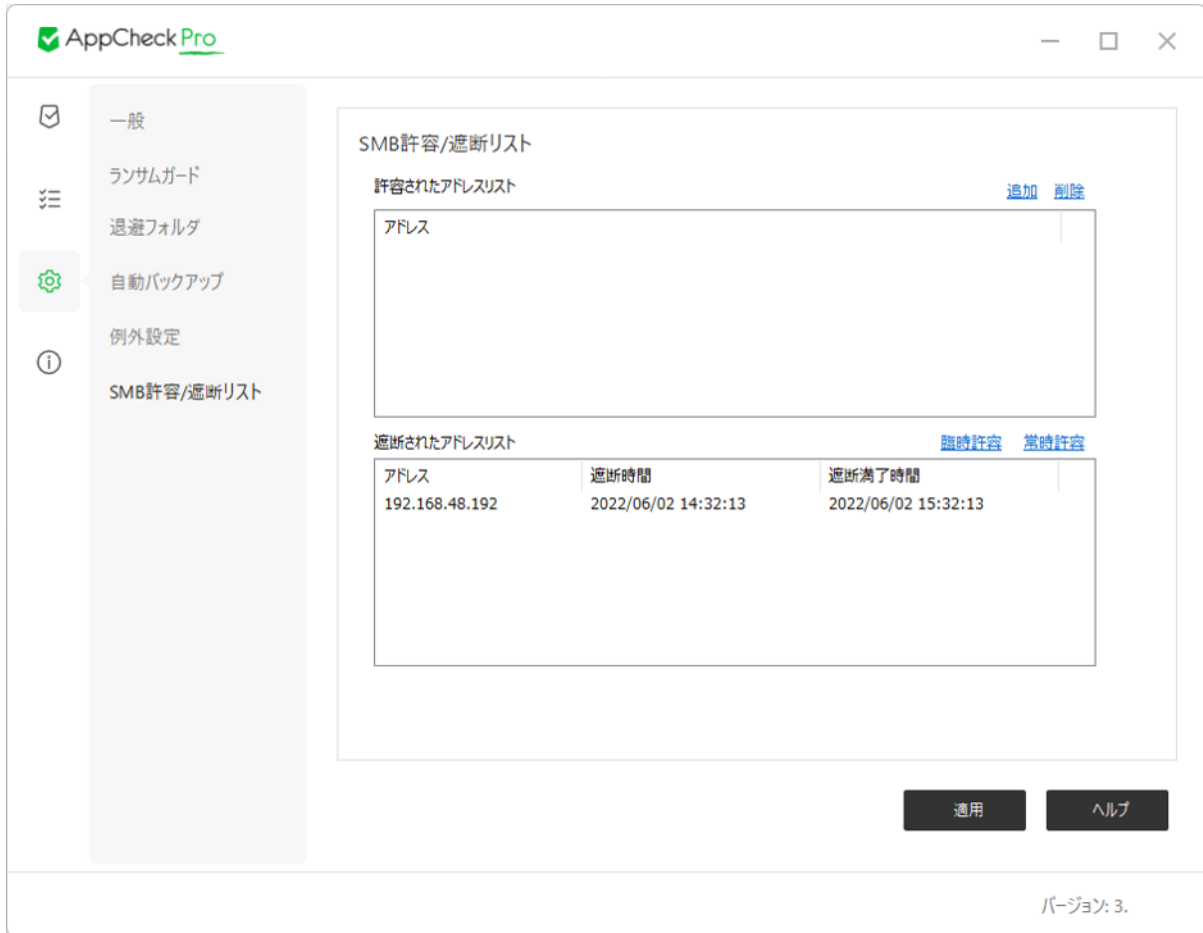 AppCheck Pro
一般
ランサムガード
退避フォルダ
自動バックアップ
例外設定
SMB許容/遮断リスト
SMB許容/遮断リスト
許容されたアドレスリスト 追加 削除
アドレス
遮断されたアドレスリスト 臨時許容 常時許容
アドレス 遮断時間 遮断満了時間
192.168.48.192 2022/06/02 14:32:13 2022/06/02 15:32:13
適用 ヘルプ
バージョン: 3.